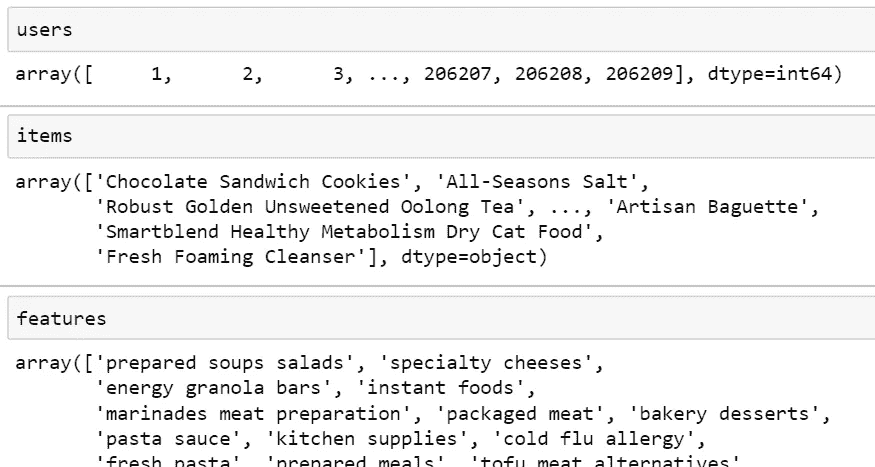 users
array([     1,      2,      3, ..., 206207, 206208, 206209], dtype=int64)
items
array(['Chocolate Sandwich Cookies', 'All-Seasons Salt',
'Robust Golden Unsweetened Oolong Tea', ..., 'Artisan Baguette',
'Smartblend Healthy Metabolism Dry Cat Food',
'Fresh Foaming Cleanser'], dtype=object)
features
array(['prepared soups salads', 'specialty cheeses',
'energy granola bars', 'instant foods',
'marinades meat preparation', 'packaged meat', 'bakery desserts',
'pasta sauce', 'kitchen supplies', 'cold flu allergy',
'fresh pasta', 'prepared meals', 'tofu meat alternatives'